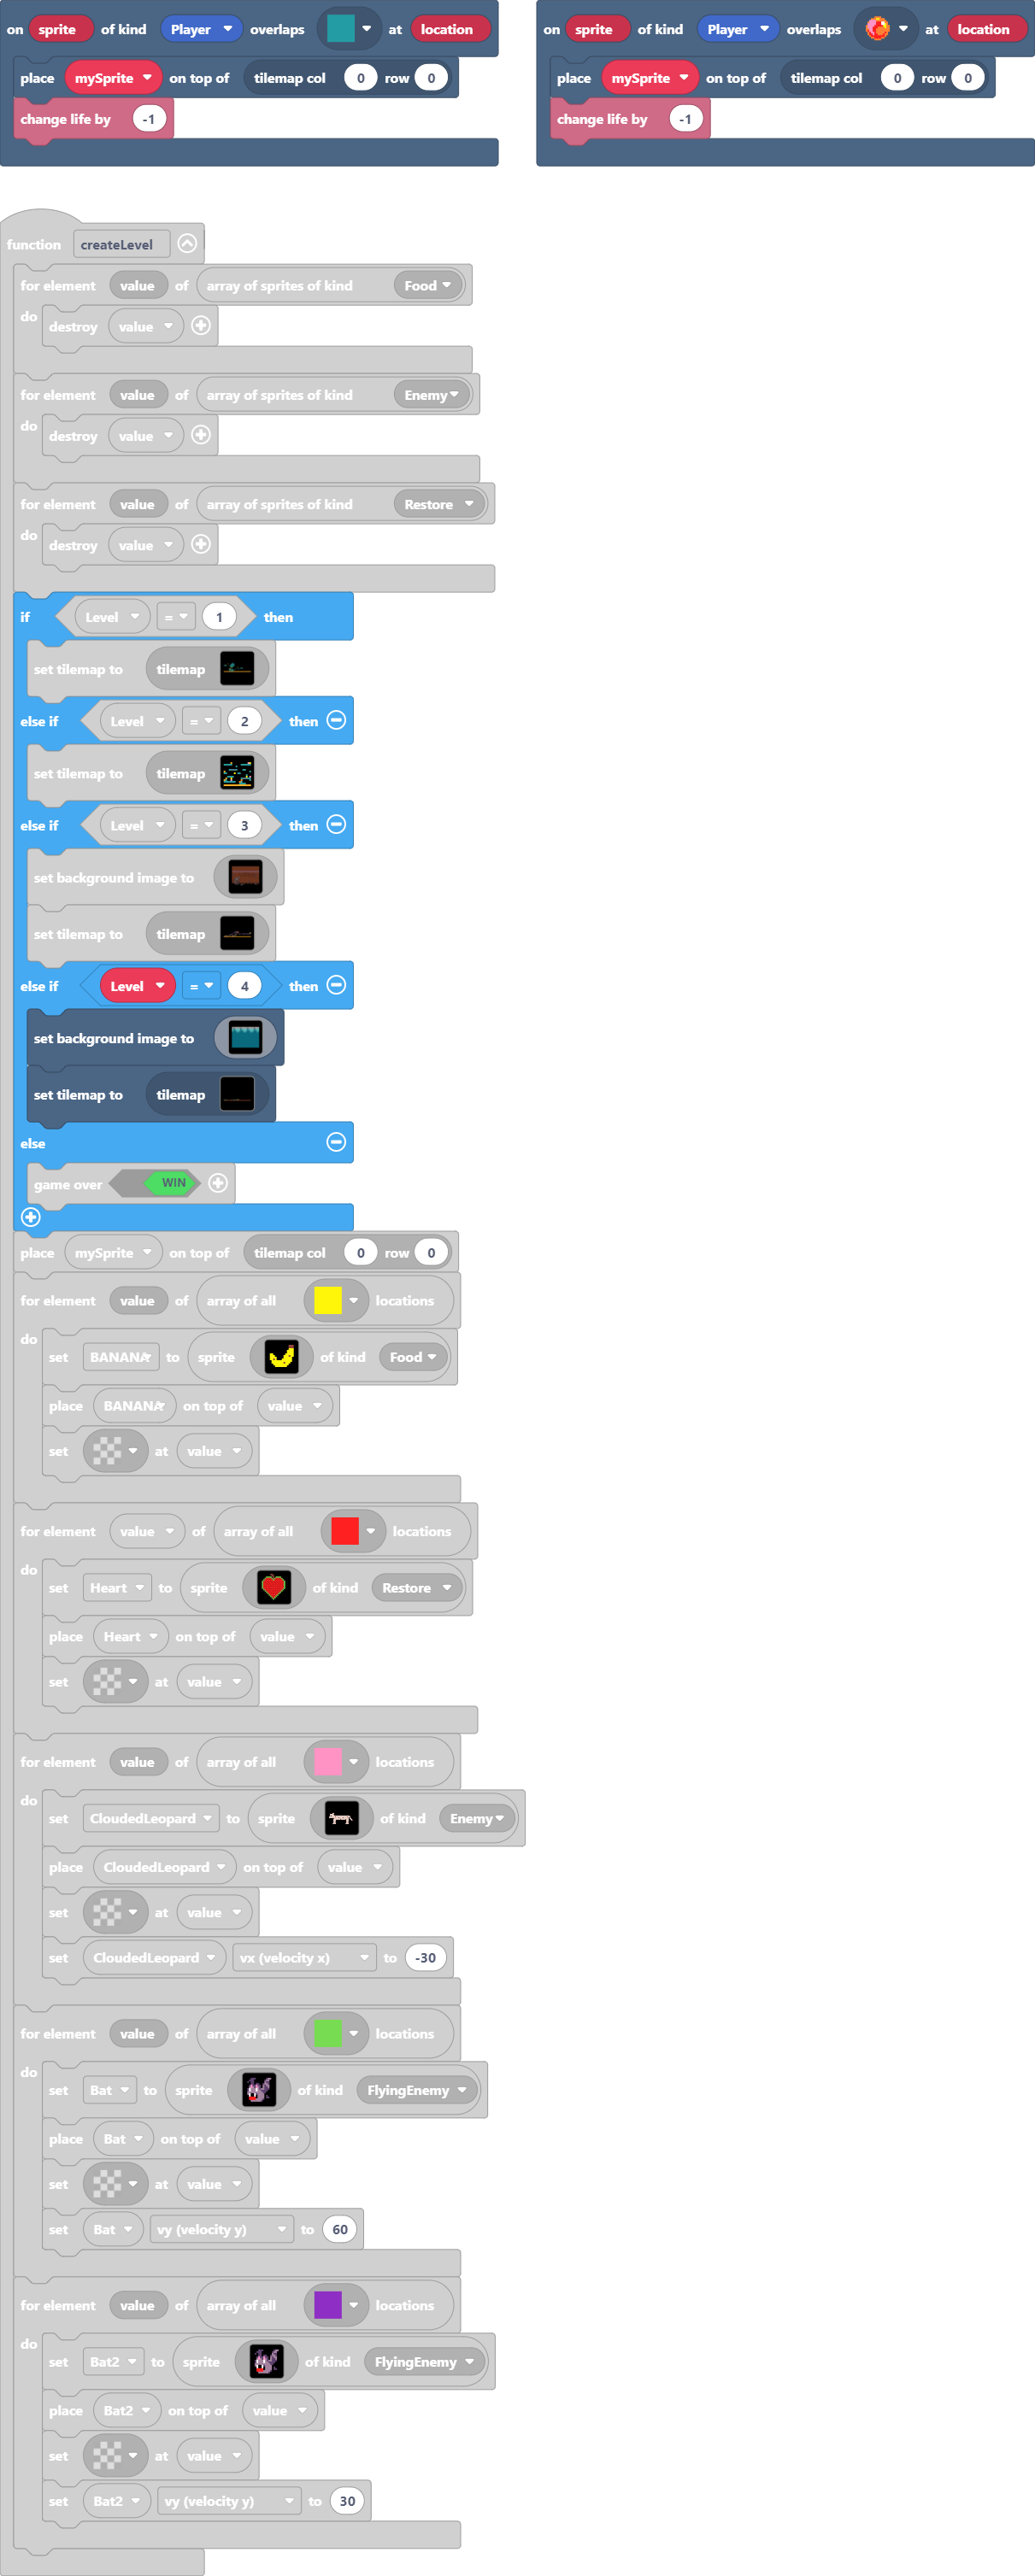 on sprite of kind Player overlaps at location
place mySprite on top of tilemap col 0 row 0
change life by -1
on sprite of kind Player overlaps at location
place mySprite on top of tilemap col 0 row 0
change life by -1
function createLevel
for element value of array of sprites of kind Food
do
destroy value
for element value of array of sprites of kind Enemy
do
destroy value
for element value of array of sprites of kind Restore
do
destroy value
if Level = 1 then
set tilemap to tilemap
else if Level = 2 then
set tilemap to tilemap
else if Level = 3 then
set background image to
set tilemap to tilemap
else if Level = 4 then
set background image to
set tilemap to tilemap
else
game over WIN
place mySprite on top of tilemap col 0 row 0
for element value of array of all locations
do
set BANANA to sprite of kind Food
place BANANA on top of value
set at value
for element value of array of all locations
do
set Heart to sprite of kind Restore
place Heart on top of value
set at value
for element value of array of all locations
do
set CloudedLeopard to sprite of kind Enemy
place CloudedLeopard on top of value
set at value
set CloudedLeopard vx (velocity x) to -30
for element value of array of all locations
do
set Bat to sprite of kind FlyingEnemy
place Bat on top of value
set at value
set Bat vy (velocity y) to 60
for element value of array of all locations
do
set Bat2 to sprite of kind FlyingEnemy
place Bat2 on top of value
set at value
set Bat2 vy (velocity y) to 30